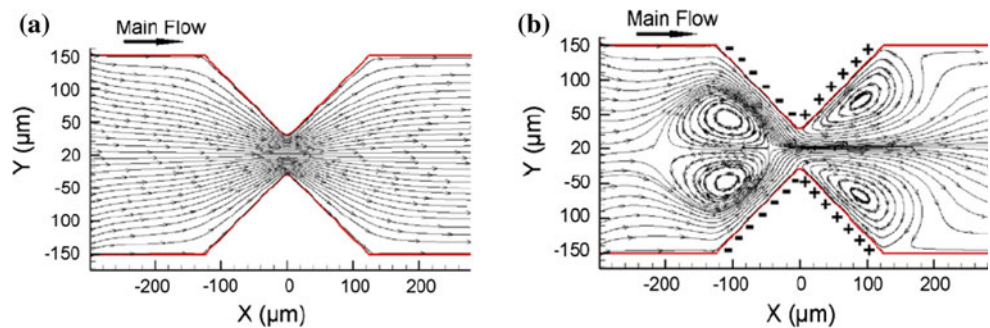 (a)
Main Flow
150
100
50
20
-50
100
-150
Y (µm)
-200
-100
0
100
200
X (µm)
(b)
Main Flow
150
100
50
20
-50
100
-150
Y (µm)
- - - - - - - -
+ + + + + + + +
- - - - - - - -
+ + + + + + + +
-200
-100
0
100
200
X (µm)